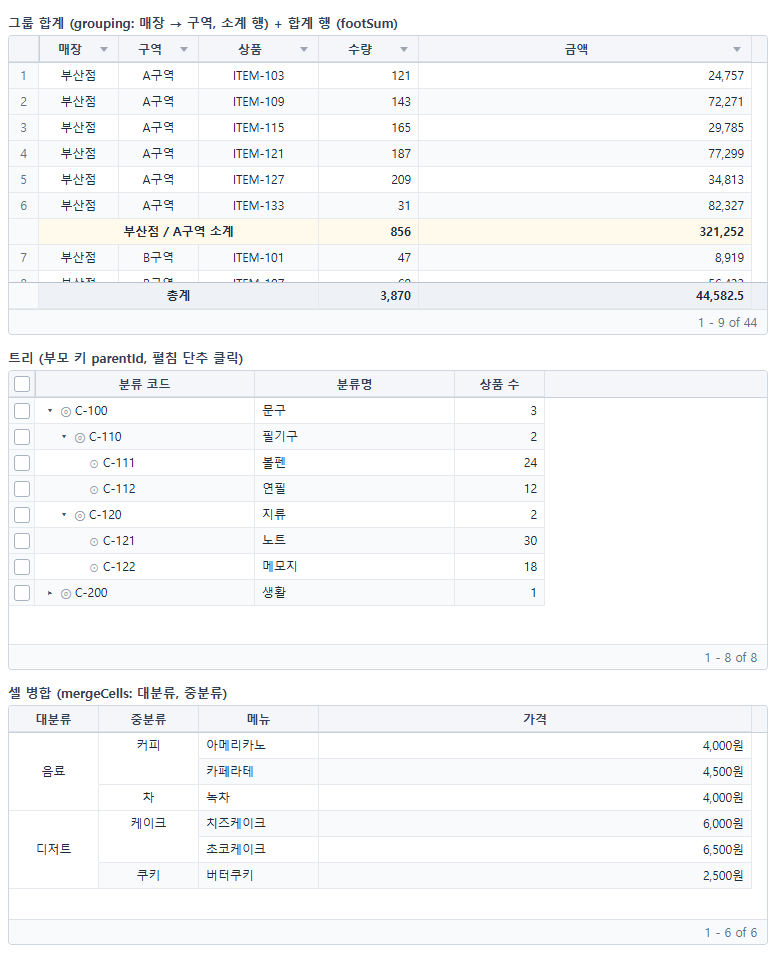 그룹 합계 (grouping: 매장 → 구역, 소계 행) + 합계 행 (footSum)
매장 구역 상품 수량 금액
1 부산점 A구역 ITEM-103 121 24,757
2 부산점 A구역 ITEM-109 143 72,271
3 부산점 A구역 ITEM-115 165 29,785
4 부산점 A구역 ITEM-121 187 77,299
5 부산점 A구역 ITEM-127 209 34,813
6 부산점 A구역 ITEM-133 31 82,327
부산점 / A구역 소계 856 321,252
7 부산점 B구역 ITEM-101 47 8,919
총계 3,870 44,582.5
1 - 9 of 44
트리 (부모 키 parentId, 펼침 단추 클릭)
분류 코드 분류명 상품 수
C-100 문구 3
C-110 필기구 2
C-111 볼펜 24
C-112 연필 12
C-120 지류 2
C-121 노트 30
C-122 메모지 18
C-200 생활 1
1 - 8 of 8
셀 병합 (mergeCells: 대분류, 중분류)
대분류 중분류 메뉴 가격
음료 커피 아메리카노 4,000원
카페라테 4,500원
차 녹차 4,000원
디저트 케이크 치즈케이크 6,000원
초코케이크 6,500원
쿠키 버터쿠키 2,500원
1 - 6 of 6